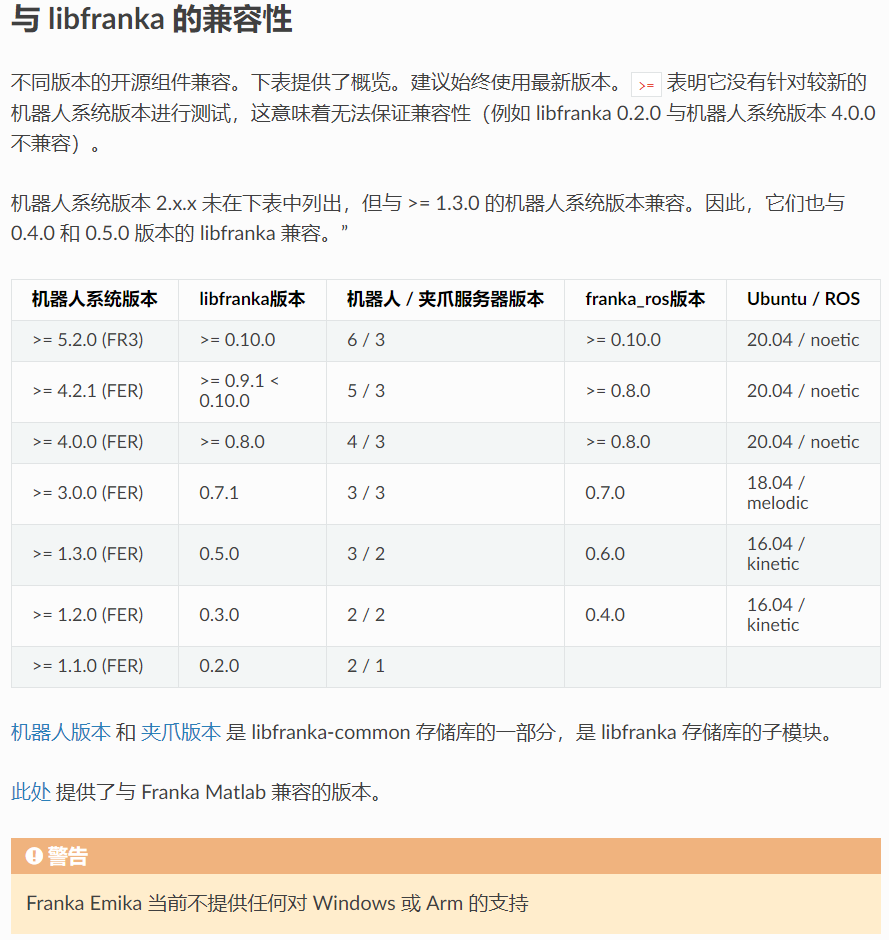 与 libfranka 的兼容性
不同版本的开源组件兼容。下表提供了概览。建议始终使用最新版本。 >= 表明它没有针对较新的
机器人系统版本进行测试，这意味着无法保证兼容性（例如 libfranka 0.2.0 与机器人系统版本 4.0.0
不兼容）。
机器人系统版本 2.x.x 未在下表中列出，但与 >= 1.3.0 的机器人系统版本兼容。因此，它们也与
0.4.0 和 0.5.0 版本的 libfranka 兼容。”
机器人系统版本 libfranka版本 机器人 / 夹爪服务器版本 franka_ros版本 Ubuntu / ROS
>= 5.2.0 (FR3) >= 0.10.0 6 / 3 >= 0.10.0 20.04 / noetic
>= 4.2.1 (FER) >= 0.9.1 <
0.10.0 5 / 3 >= 0.8.0 20.04 / noetic
>= 4.0.0 (FER) >= 0.8.0 4 / 3 >= 0.8.0 20.04 / noetic
>= 3.0.0 (FER) 0.7.1 3 / 3 0.7.0 18.04 /
melodic
>= 1.3.0 (FER) 0.5.0 3 / 2 0.6.0 16.04 /
kinetic
>= 1.2.0 (FER) 0.3.0 2 / 2 0.4.0 16.04 /
kinetic
>= 1.1.0 (FER) 0.2.0 2 / 1
机器人版本 和 夹爪版本 是 libfranka-common 存储库的一部分，是 libfranka 存储库的子模块。
此处 提供了与 Franka Matlab 兼容的版本。
警告
Franka Emika 当前不提供任何对 Windows 或 Arm 的支持